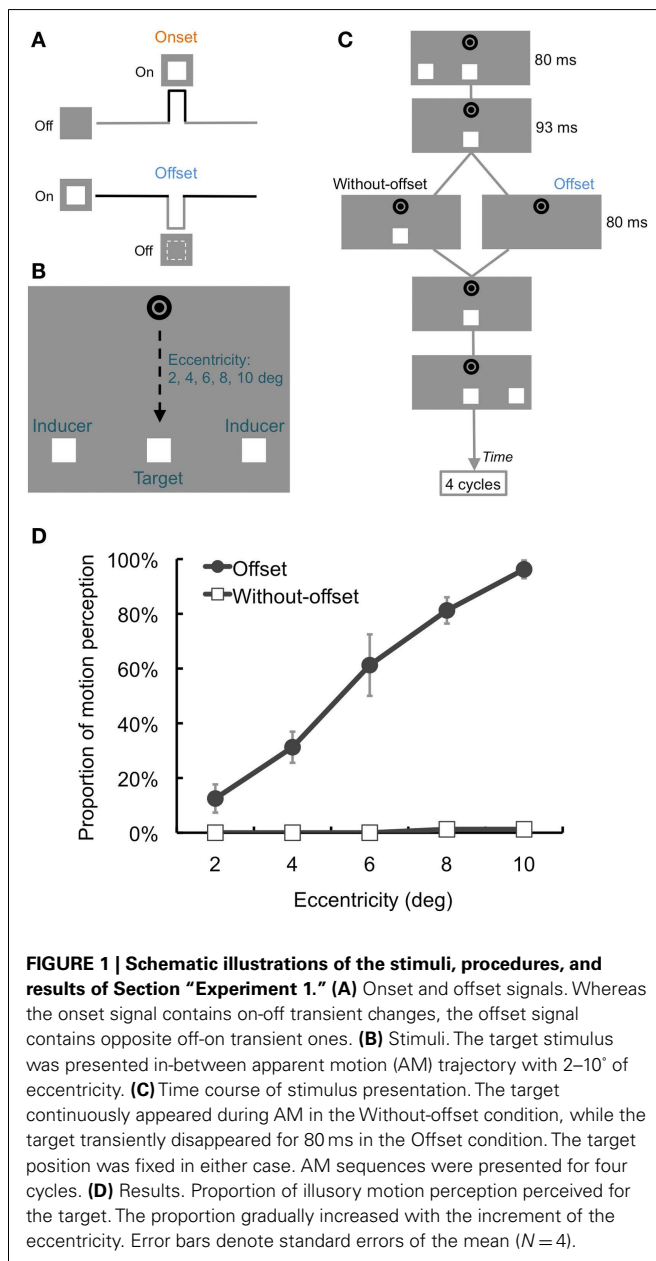 A
Onset
On
Off
Offset
On
Off
B
Eccentricity:
2, 4, 6, 8, 10 deg
Inducer
Inducer
Target
C
80 ms
93 ms
Without-offset
Offset
80 ms
Time
4 cycles
D
100%
80%
60%
40%
20%
0%
Proportion of motion perception
Offset
Without-offset
2
4
6
8
10
Eccentricity (deg)
FIGURE 1 | Schematic illustrations of the stimuli, procedures, and
results of Section "Experiment 1." (A) Onset and offset signals. Whereas
the onset signal contains on-off transient changes, the offset signal
contains opposite off-on transient ones. (B) Stimuli. The target stimulus
was presented in-between apparent motion (AM) trajectory with 2–10° of
eccentricity. (C) Time course of stimulus presentation. The target
continuously appeared during AM in the Without-offset condition, while the
target transiently disappeared for 80 ms in the Offset condition. The target
position was fixed in either case. AM sequences were presented for four
cycles. (D) Results. Proportion of illusory motion perception perceived for
the target. The proportion gradually increased with the increment of the
eccentricity. Error bars denote standard errors of the mean (N = 4).